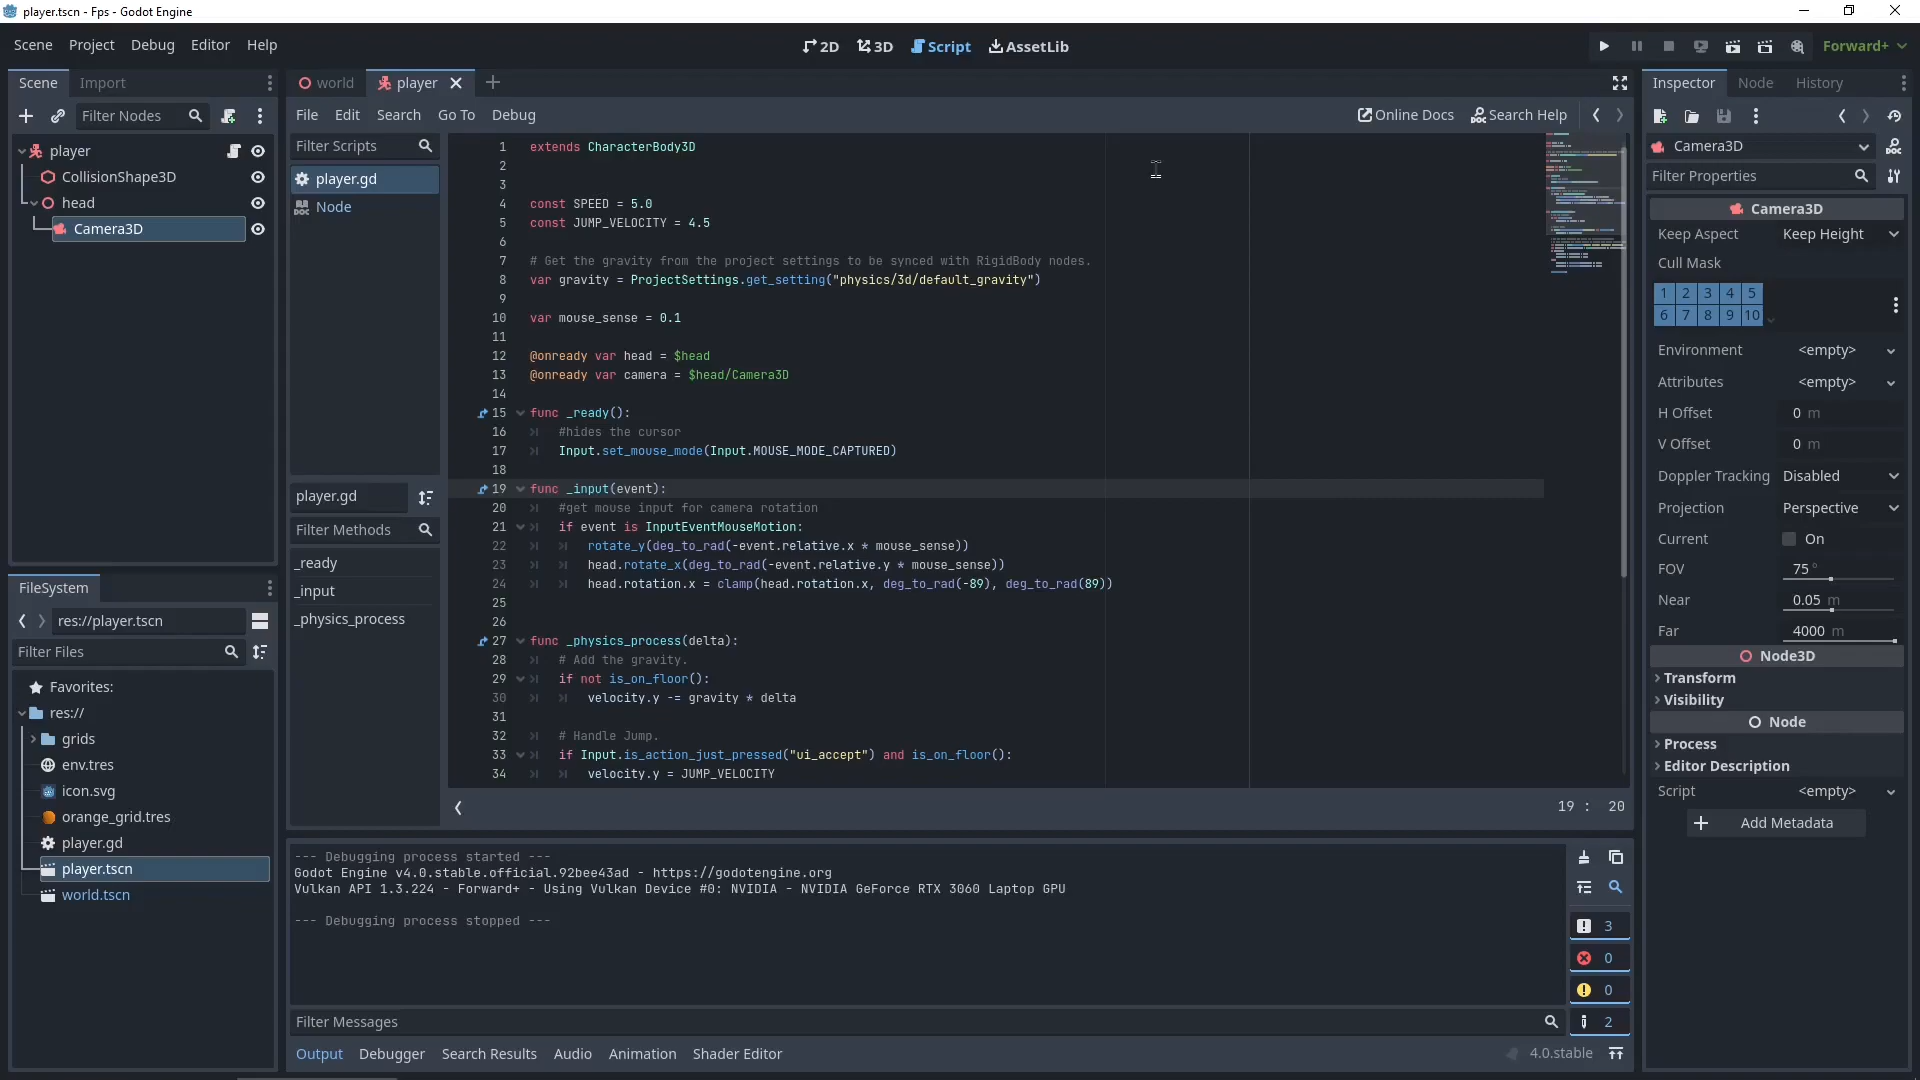 player.tscn - Fps - Godot Engine
Scene Project Debug Editor Help
2D 3D Script AssetLib
Forward+
Scene Import
Filter Nodes
player
CollisionShape3D
head
Camera3D
FileSystem
res://player.tscn
Filter Files
Favorites:
res://
grids
env.tres
icon.svg
orange_grid.tres
player.gd
player.tscn
world.tscn
world player
File Edit Search Go To Debug
Online Docs Search Help
Filter Scripts
player.gd
Node
player.gd
Filter Methods
_ready
_input
_physics_process
1 extends CharacterBody3D
2
3
4 const SPEED = 5.0
5 const JUMP_VELOCITY = 4.5
6
7 # Get the gravity from the project settings to be synced with RigidBody nodes.
8 var gravity = ProjectSettings.get_setting("physics/3d/default_gravity")
9
10 var mouse_sense = 0.1
11
12 @onready var head = $head
13 @onready var camera = $head/Camera3D
14
15 func _ready():
16 #hides the cursor
17 Input.set_mouse_mode(Input.MOUSE_MODE_CAPTURED)
18
19 func _input(event):
20 #get mouse input for camera rotation
21 if event is InputEventMouseMotion:
22 rotate_y(deg_to_rad(-event.relative.x * mouse_sense))
23 head.rotate_x(deg_to_rad(-event.relative.y * mouse_sense))
24 head.rotation.x = clamp(head.rotation.x, deg_to_rad(-89), deg_to_rad(89))
25
26
27 func _physics_process(delta):
28 # Add the gravity.
29 if not is_on_floor():
30 velocity.y -= gravity * delta
31
32 # Handle Jump.
33 if Input.is_action_just_pressed("ui_accept") and is_on_floor():
34 velocity.y = JUMP_VELOCITY
19 : 20
--- Debugging process started ---
Godot Engine v4.0.stable.official.92bee43ad - https://godotengine.org
Vulkan API 1.3.224 - Forward+ - Using Vulkan Device #0: NVIDIA - NVIDIA GeForce RTX 3060 Laptop GPU
--- Debugging process stopped ---
3
0
0
2
Filter Messages
Output Debugger Search Results Audio Animation Shader Editor
4.0.stable
Inspector Node History
Camera3D
Filter Properties
Camera3D
Keep Aspect Keep Height
Cull Mask
1 2 3 4 5
6 7 8 9 10
Environment <empty>
Attributes <empty>
H Offset 0 m
V Offset 0 m
Doppler Tracking Disabled
Projection Perspective
Current On
FOV 75 °
Near 0.05 m
Far 4000 m
Node3D
Transform
Visibility
Node
Process
Editor Description
Script <empty>
Add Metadata